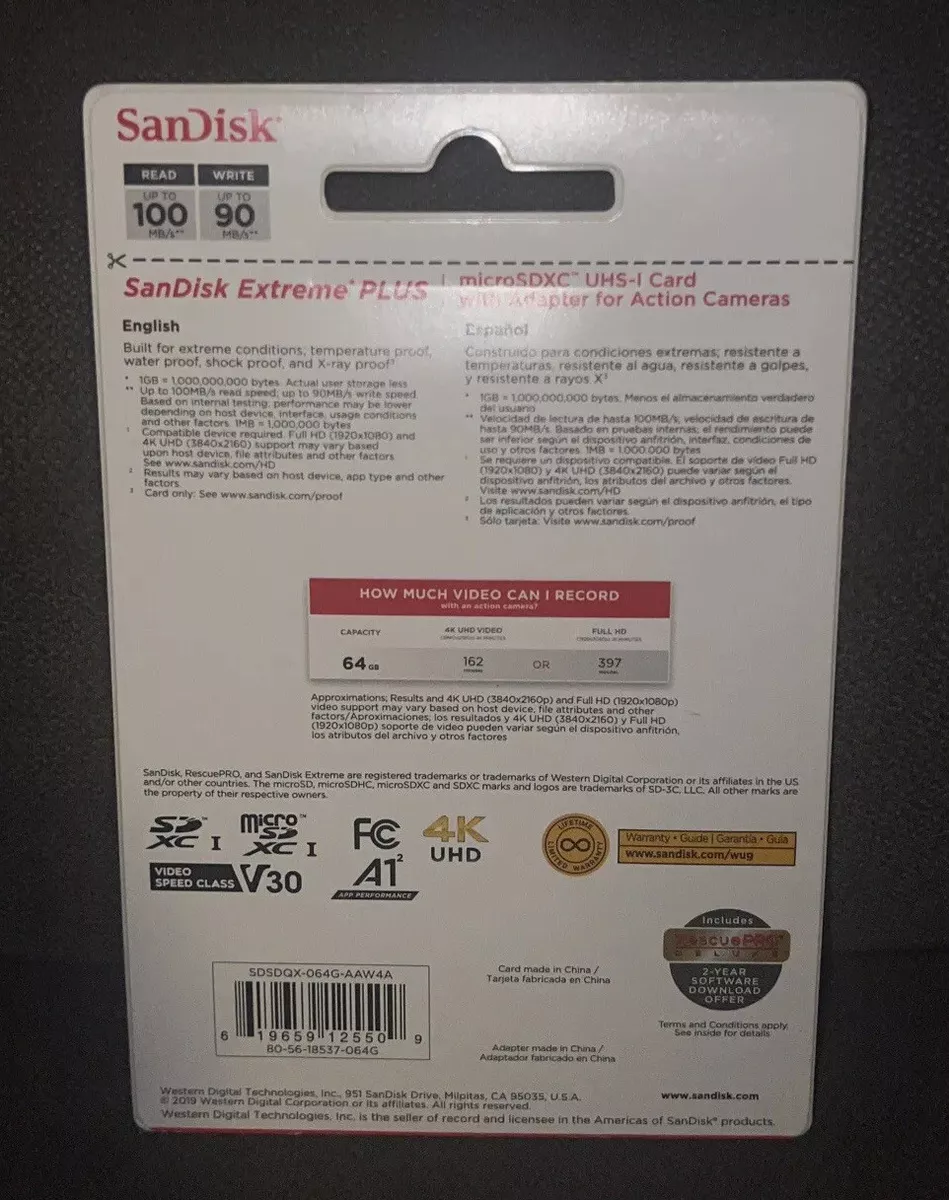 SanDisk®
READ WRITE
UP TO UP TO
100 90
MB/s** MB/s**
SanDisk Extreme® PLUS
microSDXC™ UHS-I Card
with Adapter for Action Cameras
English
Built for extreme conditions; temperature proof,
water proof, shock proof, and X-ray proof³
* 1GB = 1,000,000,000 bytes. Actual user storage less
** Up to 100MB/s read speed; up to 90MB/s write speed.
Based on internal testing; performance may be lower
depending on host device, interface, usage conditions
and other factors. 1MB = 1,000,000 bytes
¹ Compatible device required. Full HD (1920x1080) and
4K UHD (3840x2160) support may vary based
upon host device, file attributes and other factors
See www.sandisk.com/HD
² Results may vary based on host device, app type and other
factors
³ Card only: See www.sandisk.com/proof
Español
Construido para condiciones extremas; resistente a
temperaturas, resistente al agua, resistente a golpes,
y resistente a rayos X³
* 1GB = 1,000,000,000 bytes. Menos el almacenamiento verdadero
del usuario
** Velocidad de lectura de hasta 100MB/s; velocidad de escritura de
hasta 90MB/s. Basado en pruebas internas; el rendimiento puede
ser inferior según el dispositivo anfitrión, interfaz, condiciones de
uso y otros factores. 1MB = 1.000.000 bytes
Se requiere un dispositivo compatible. El soporte de vídeo Full HD
(1920x1080) y 4K UHD (3840x2160) puede variar según el
dispositivo anfitrión, los atributos del archivo y otros factores.
Visite www.sandisk.com/HD
² Los resultados pueden variar según el dispositivo anfitrión, el tipo
de aplicación y otros factores.
³ Sólo tarjeta: Visite www.sandisk.com/proof
HOW MUCH VIDEO CAN I RECORD
with an action camera?
CAPACITY 4K UHD VIDEO FULL HD
64 GB 162 minutes OR 397 minutes
Approximations; Results and 4K UHD (3840x2160p) and Full HD (1920x1080p)
video support may vary based on host device, file attributes and other
factors/Aproximaciones; los resultados y 4K UHD (3840x2160) y Full HD
(1920x1080p) soporte de video pueden variar según el dispositivo anfitrión,
los atributos del archivo y otros factores
SanDisk, RescuePRO, and SanDisk Extreme are registered trademarks or trademarks of Western Digital Corporation or its affiliates in the US
and/or other countries. The microSD, microSDHC, microSDXC and SDXC marks and logos are trademarks of SD-3C, LLC. All other marks are
the property of their respective owners.
SD XC I
micro SD XC I
FC
4K
UHD
VIDEO
SPEED CLASS V30
A1²
APP PERFORMANCE
LIFETIME
LIMITED WARRANTY
Warranty • Guide | Garantía • Guía
www.sandisk.com/wug
Includes
RescuePRO®
DELUXE
2-YEAR
SOFTWARE
DOWNLOAD
OFFER
Terms and Conditions apply.
See inside for details
SDSDQX-064G-AAW4A
6 19659 12550 9
80-56-18537-064G
Card made in China /
Tarjeta fabricada en China
Adapter made in China /
Adaptador fabricado en China
Western Digital Technologies, Inc., 951 SanDisk Drive, Milpitas, CA 95035, U.S.A.
© 2019 Western Digital Corporation or its affiliates. All rights reserved.
Western Digital Technologies, Inc. is the seller of record and licensee in the Americas of SanDisk® products.
www.sandisk.com